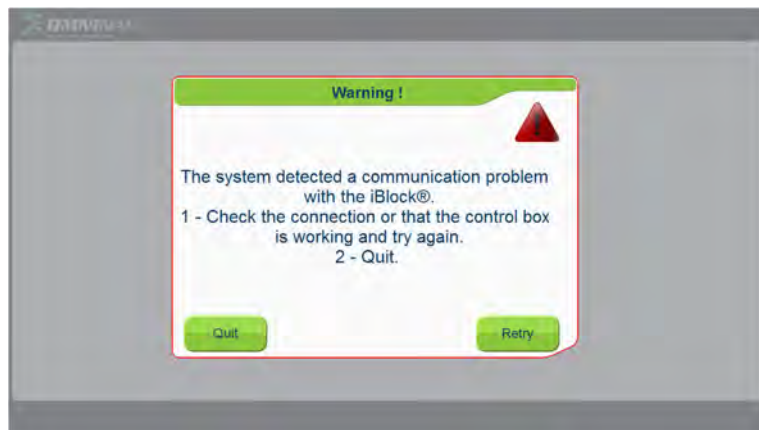 Warning !
The system detected a communication problem
with the iBlock®.
1 - Check the connection or that the control box
is working and try again.
2 - Quit.
Quit
Retry